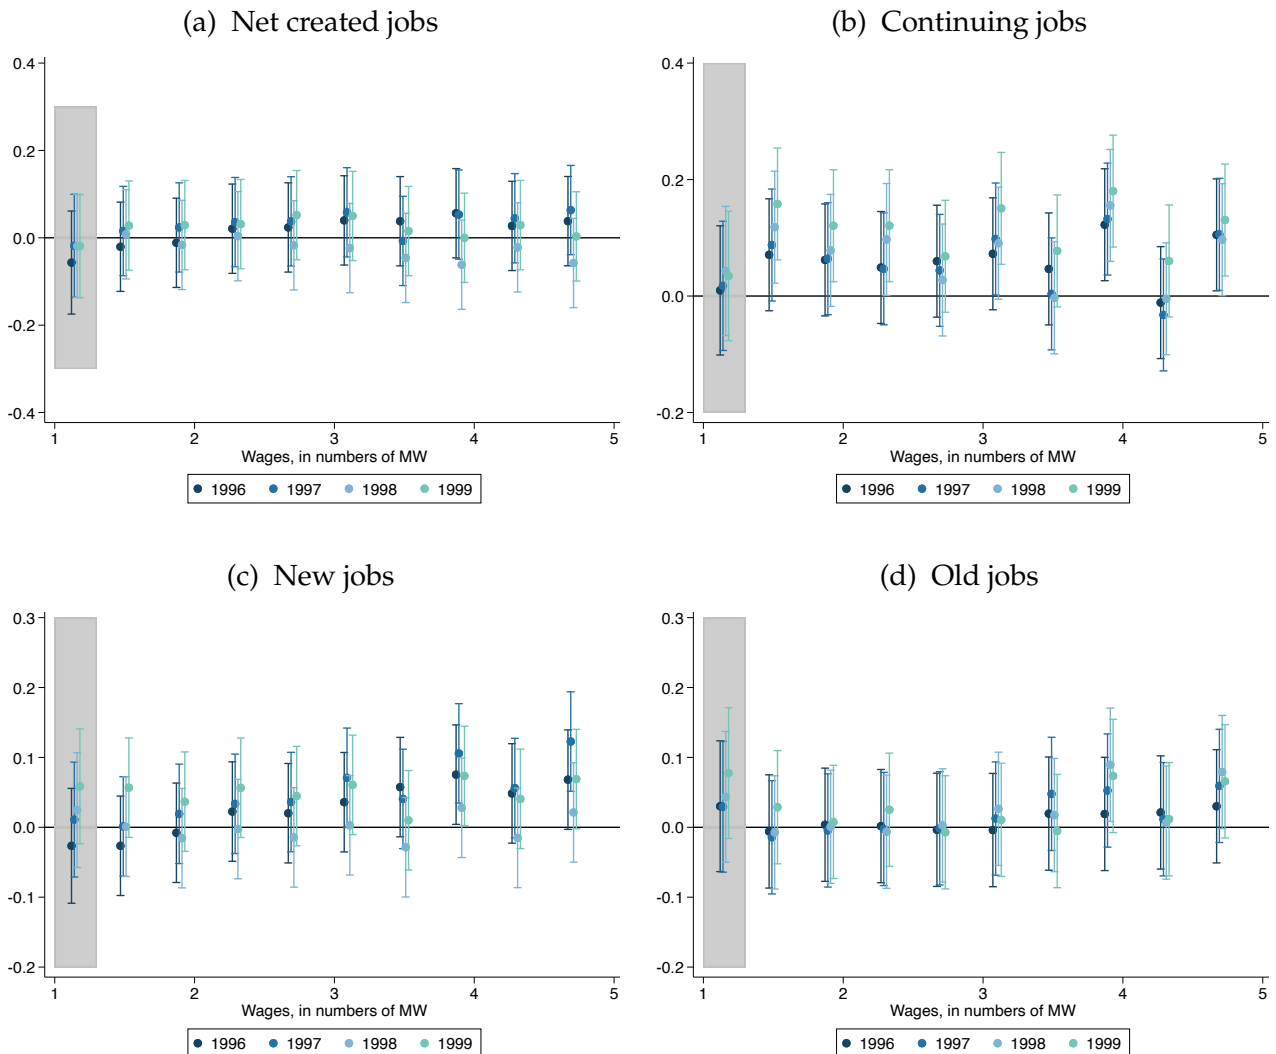 (a) Net created jobs
0.4
0.2
0.0
-0.2
-0.4
1 2 3 4 5
Wages, in numbers of MW
1996 1997 1998 1999
(b) Continuing jobs
0.4
0.2
0.0
-0.2
1 2 3 4 5
Wages, in numbers of MW
1996 1997 1998 1999
(c) New jobs
0.3
0.2
0.1
0.0
-0.1
-0.2
1 2 3 4 5
Wages, in numbers of MW
1996 1997 1998 1999
(d) Old jobs
0.3
0.2
0.1
0.0
-0.1
-0.2
1 2 3 4 5
Wages, in numbers of MW
1996 1997 1998 1999